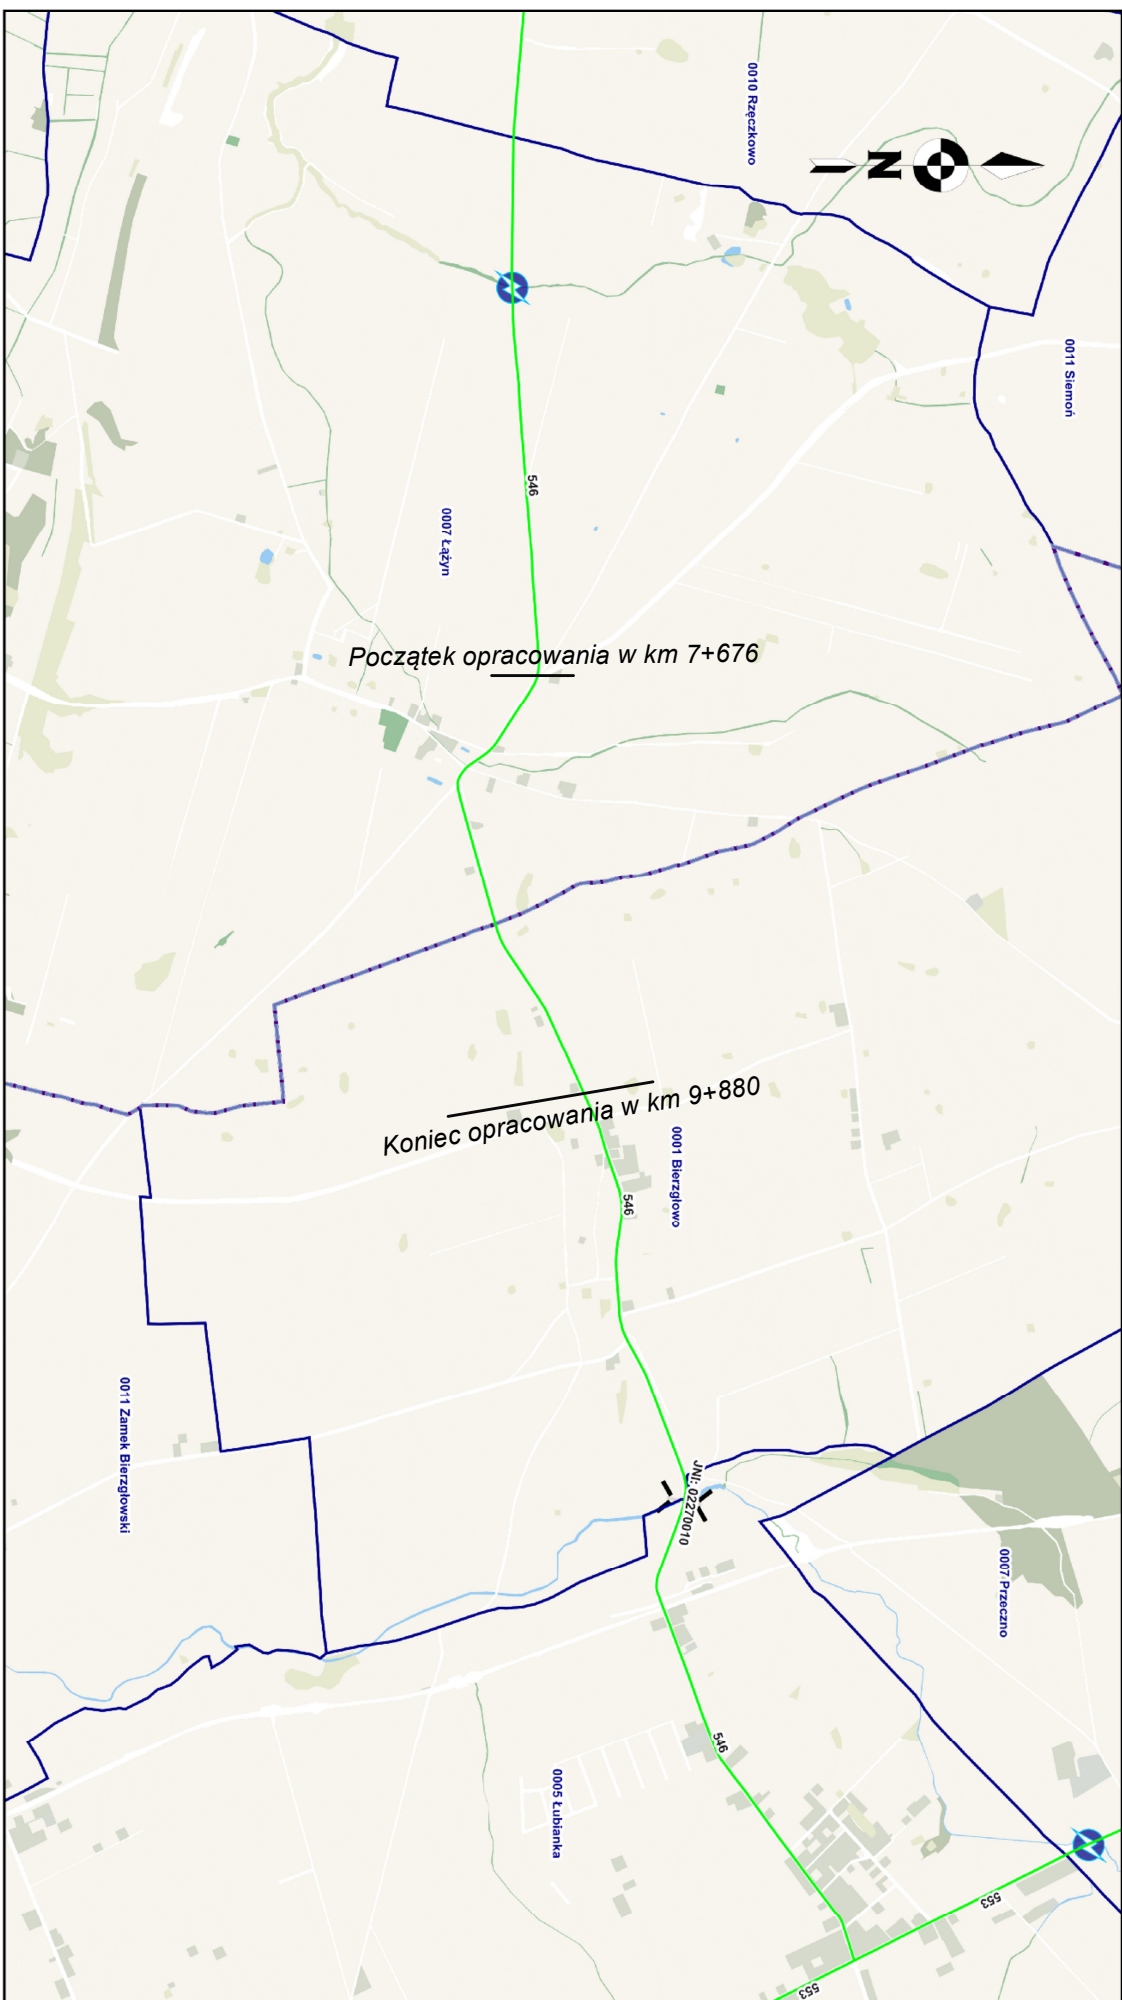 0010 Rzęczkowo
N
0011 Siemoń
546
0007 Łążyn
Początek opracowania w km 7+676
Koniec opracowania w km 9+880
0001 Bierzgłowo
546
0011 Zamek Bierzgłowski
JNI: 02270010
0007 Przeczno
546
0005 Łubianka
553
553